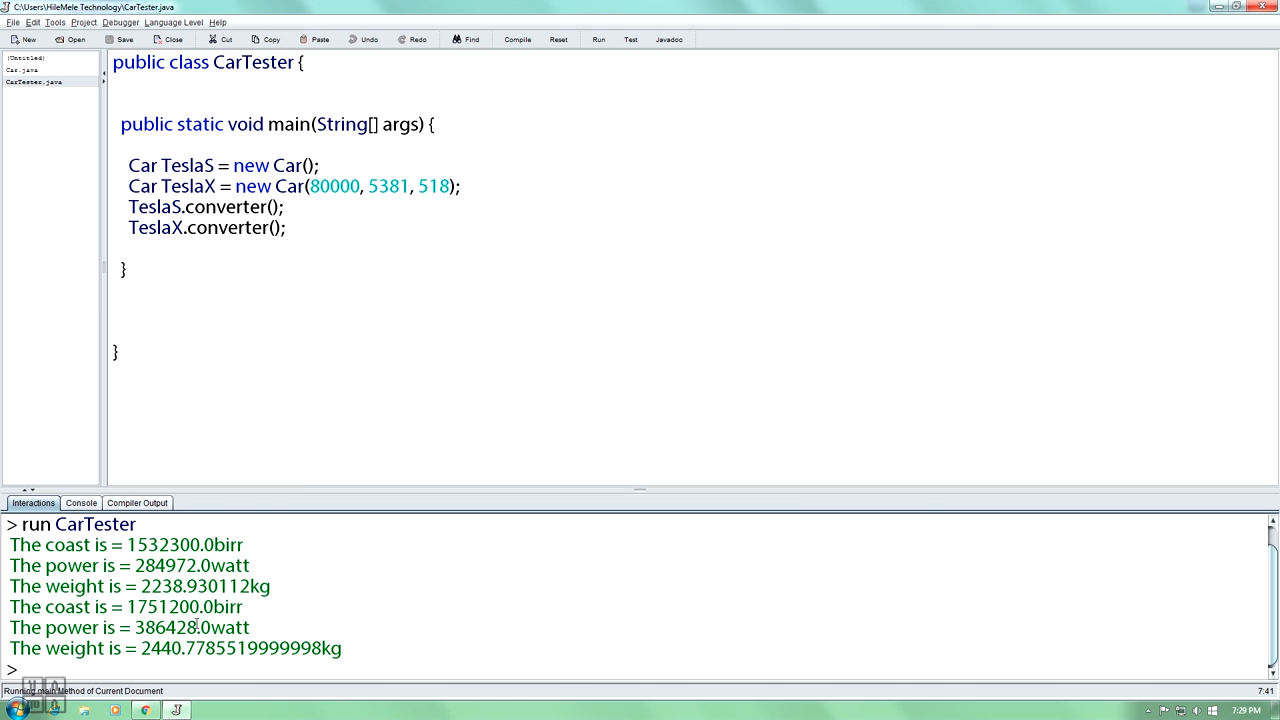 C:\Users\HileMele Technology\CarTester.java
File Edit Tools Project Debugger Language Level Help
New Open Save Close Cut Copy Paste Undo Redo Find Compile Reset Run Test Javadoc
(Untitled)
Car.java
CarTester.java
public class CarTester {
public static void main(String[] args) {
Car TeslaS = new Car();
Car TeslaX = new Car(80000, 5381, 518);
TeslaS.converter();
TeslaX.converter();
}
}
Interactions Console Compiler Output
> run CarTester
The coast is = 1532300.0birr
The power is = 284972.0watt
The weight is = 2238.930112kg
The coast is = 1751200.0birr
The power is = 386428.0watt
The weight is = 2440.7785519999998kg
>
Running main Method of Current Document 7:41
7:29 PM